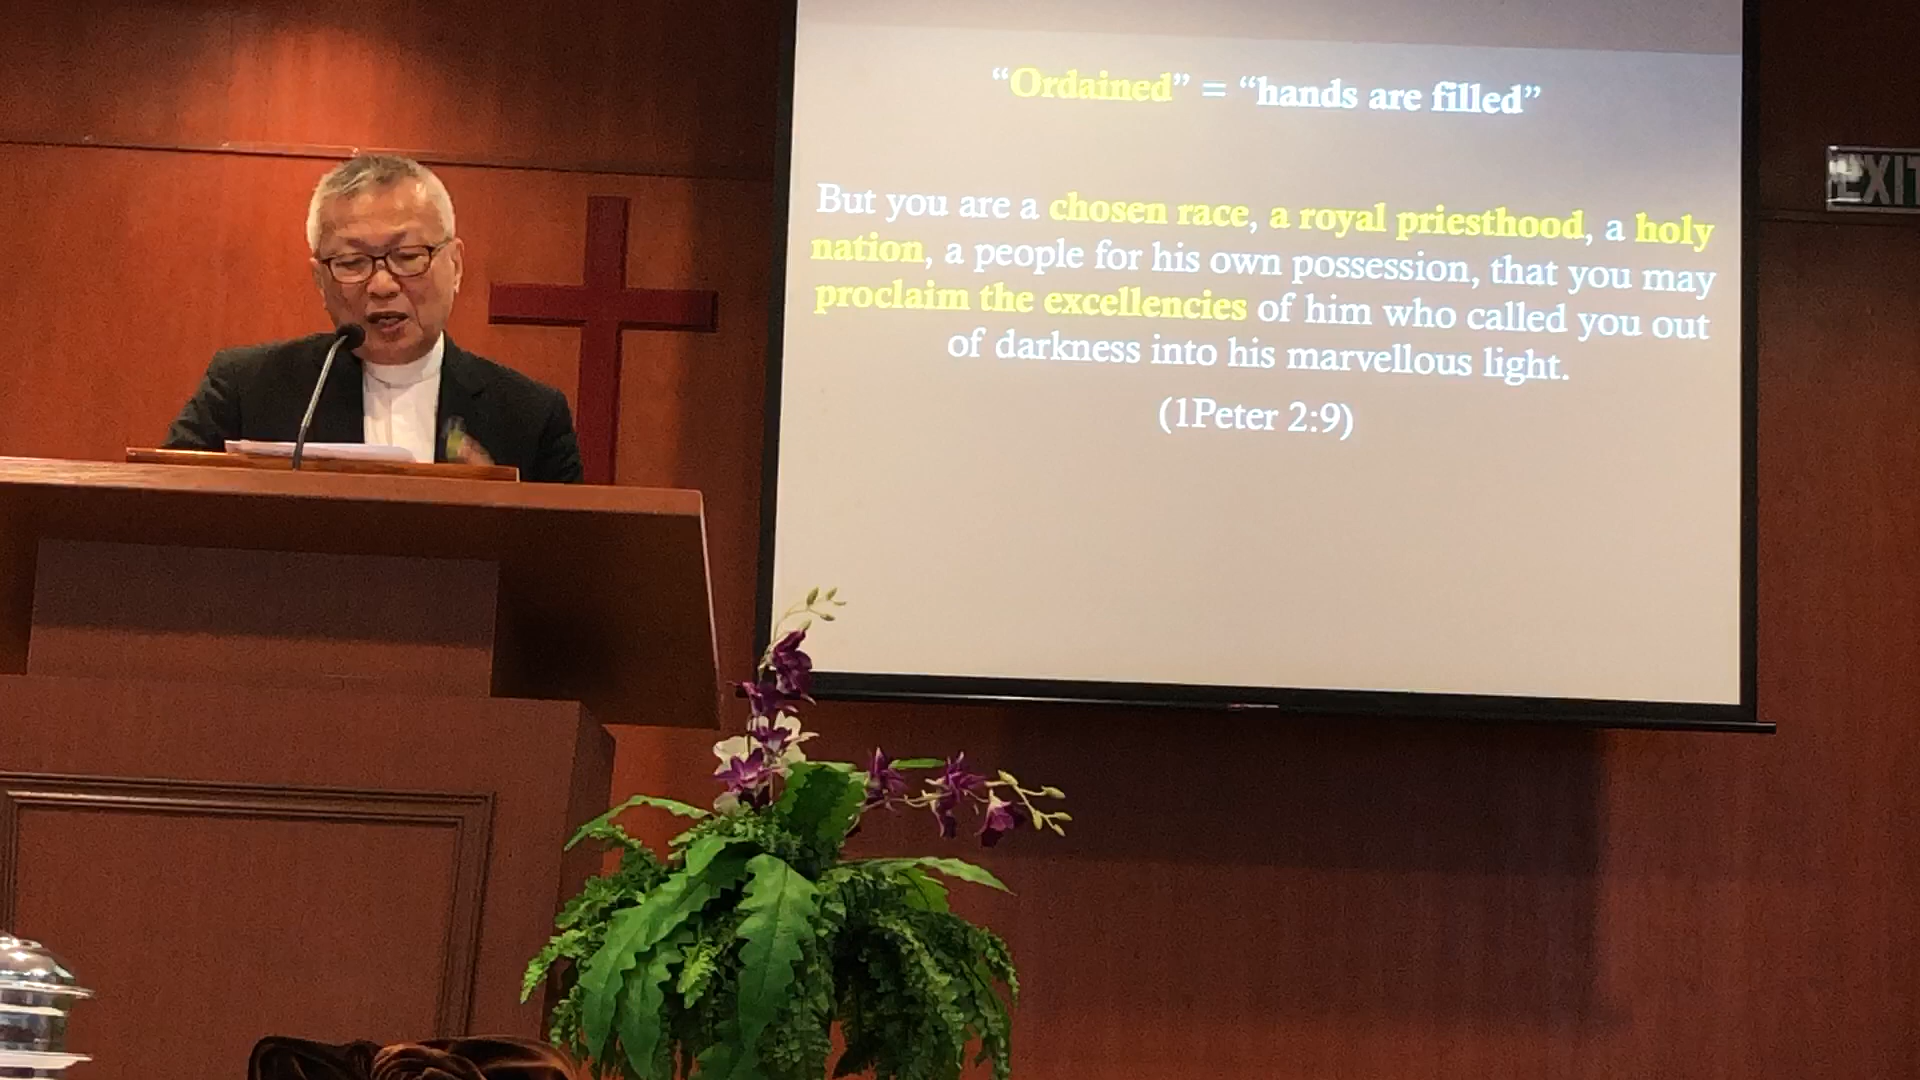 “Ordained” = “hands are filled”
But you are a chosen race, a royal priesthood, a holy
nation, a people for his own possession, that you may
proclaim the excellencies of him who called you out
of darkness into his marvellous light.
(1Peter 2:9)
EXIT